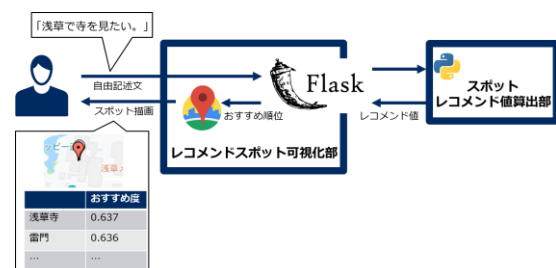 「浅草で寺を見たい。」
自由記述文
スポット描画
Flask
おすすめ順位
レコメンドスポット可視化部
レコメンド値
スポット
レコメンド値算出部
浅草
おすすめ度
浅草寺 0.637
雷門 0.636
… …